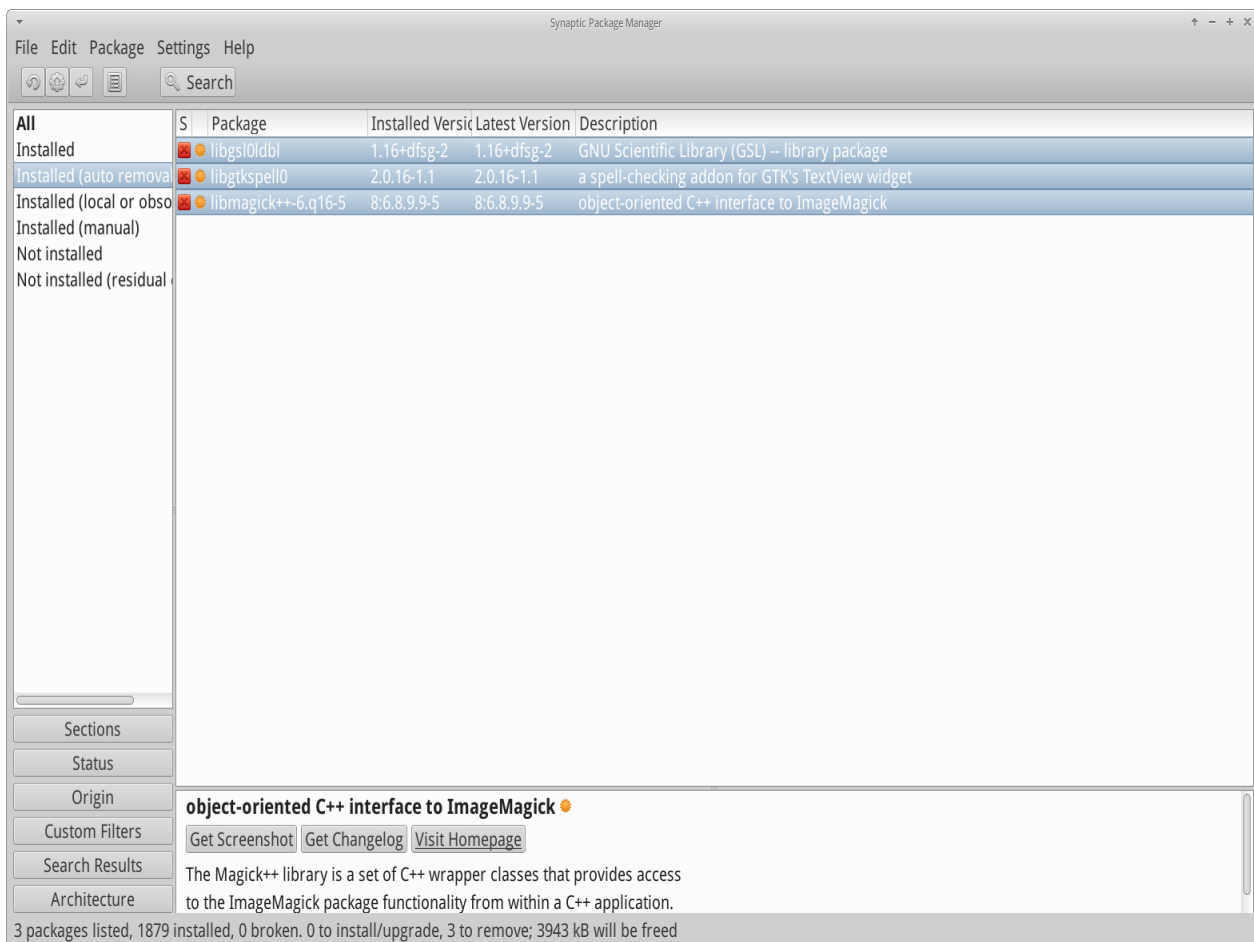 Synaptic Package Manager
File Edit Package Settings Help
Search
All
Installed
Installed (auto remova
Installed (local or obso
Installed (manual)
Not installed
Not installed (residual
S Package Installed Versio Latest Version Description
libgsl0ldbl 1.16+dfsg-2 1.16+dfsg-2 GNU Scientific Library (GSL) -- library package
libgtkspell0 2.0.16-1.1 2.0.16-1.1 a spell-checking addon for GTK's TextView widget
libmagick++-6.q16-5 8:6.8.9.9-5 8:6.8.9.9-5 object-oriented C++ interface to ImageMagick
Sections
Status
Origin
Custom Filters
Search Results
Architecture
object-oriented C++ interface to ImageMagick
Get Screenshot Get Changelog Visit Homepage
The Magick++ library is a set of C++ wrapper classes that provides access
to the ImageMagick package functionality from within a C++ application.
3 packages listed, 1879 installed, 0 broken. 0 to install/upgrade, 3 to remove; 3943 kB will be freed